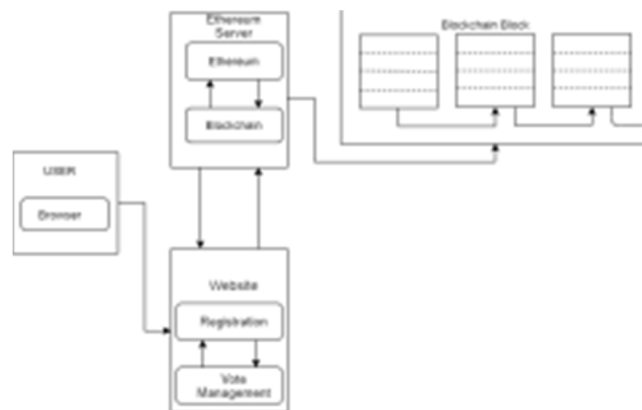 Ethereum
Server
Ethereum
Blockchain
Blockchain Block
USER
Browser
Website
Registration
Vote
Management